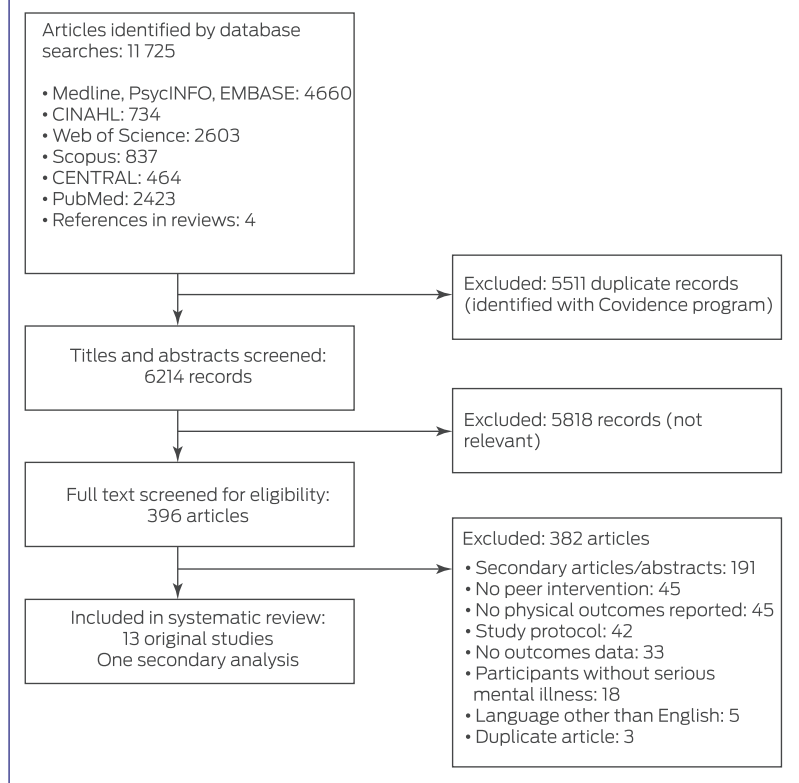 Articles identified by database
searches: 11 725
• Medline, PsycINFO, EMBASE: 4660
• CINAHL: 734
• Web of Science: 2603
• Scopus: 837
• CENTRAL: 464
• PubMed: 2423
• References in reviews: 4
Excluded: 5511 duplicate records
(identified with Covidence program)
Titles and abstracts screened:
6214 records
Excluded: 5818 records (not
relevant)
Full text screened for eligibility:
396 articles
Excluded: 382 articles
• Secondary articles/abstracts: 191
• No peer intervention: 45
• No physical outcomes reported: 45
• Study protocol: 42
• No outcomes data: 33
• Participants without serious
mental illness: 18
• Language other than English: 5
• Duplicate article: 3
Included in systematic review:
13 original studies
One secondary analysis